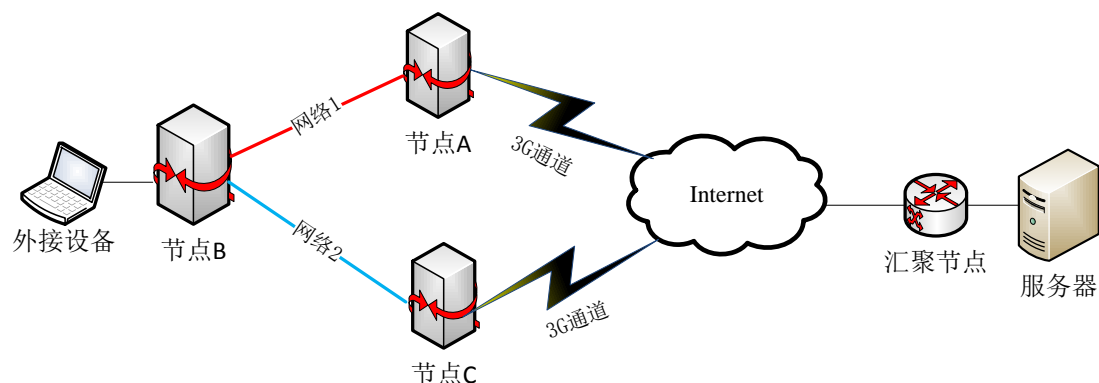 外接设备
节点B
网络1
网络2
节点A
节点C
3G通道
3G通道
Internet
汇聚节点
服务器